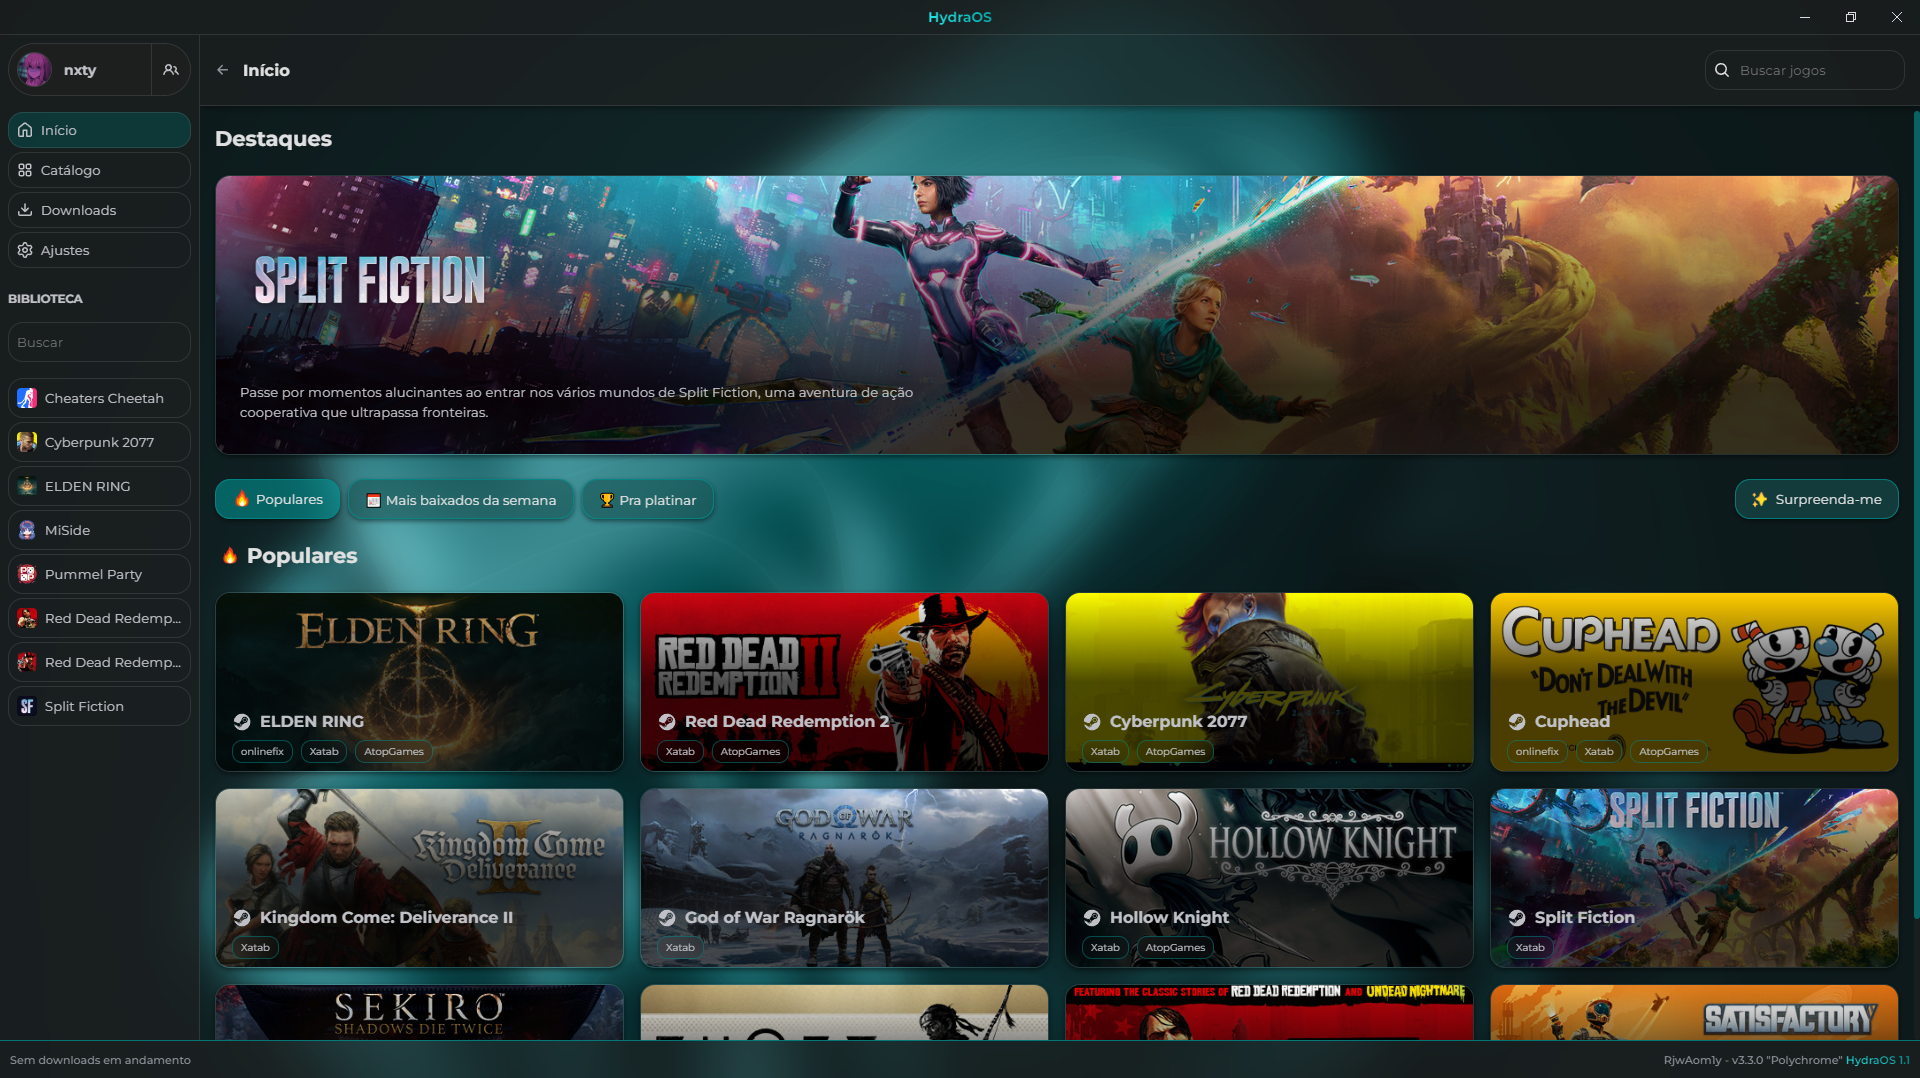 HydraOS
nxty
Início
Buscar jogos
Início
Catálogo
Downloads
Ajustes
BIBLIOTECA
Buscar
Cheaters Cheetah
Cyberpunk 2077
ELDEN RING
MiSide
Pummel Party
Red Dead Redemp...
Red Dead Redemp...
SF
Split Fiction
Destaques
SPLIT FICTION
Passe por momentos alucinantes ao entrar nos vários mundos de Split Fiction, uma aventura de ação
cooperativa que ultrapassa fronteiras.
Populares
Mais baixados da semana
Pra platinar
Surpreenda-me
Populares
ELDEN RING
ELDEN RING
onlinefix Xatab AtopGames
RED DEAD
REDEMPTION II
Red Dead Redemption 2
Xatab AtopGames
Cyberpunk
Cyberpunk 2077
Xatab AtopGames
CUPHEAD
"DON'T DEAL WITH
THE DEVIL"
Cuphead
onlinefix Xatab AtopGames
Kingdom Come
Deliverance
II
Kingdom Come: Deliverance II
Xatab
GOD OF WAR
RAGNARÖK
God of War Ragnarök
Xatab
HOLLOW KNIGHT
Hollow Knight
Xatab AtopGames
SPLIT FICTION
Split Fiction
Xatab
SEKIRO
SHADOWS DIE TWICE
FEATURING THE CLASSIC STORIES OF RED DEAD REDEMPTION AND UNDEAD NIGHTMARE
SATISFACTORY
Sem downloads em andamento
RjwAom1y - v3.3.0 "Polychrome" HydraOS 1.1